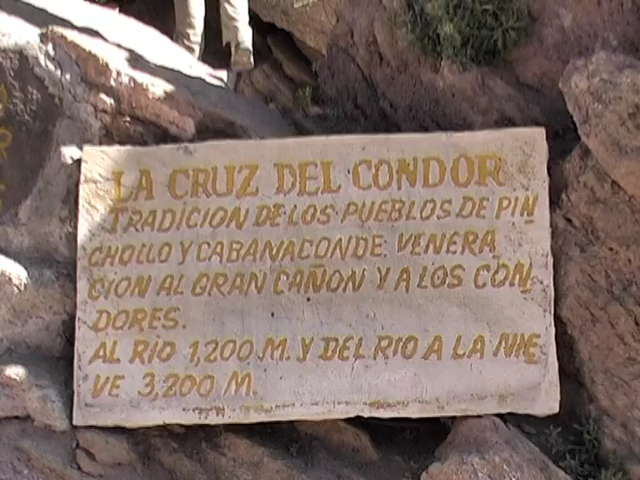 LA CRUZ DEL CONDOR
TRADICION DE LOS PUEBLOS DE PIN
CHOLLO Y CABANACONDE. VENERA
CION AL GRAN CAÑON Y A LOS CON
DORES.
AL RIO 1,200 M. Y DEL RIO A LA NIE
VE 3,200 M.